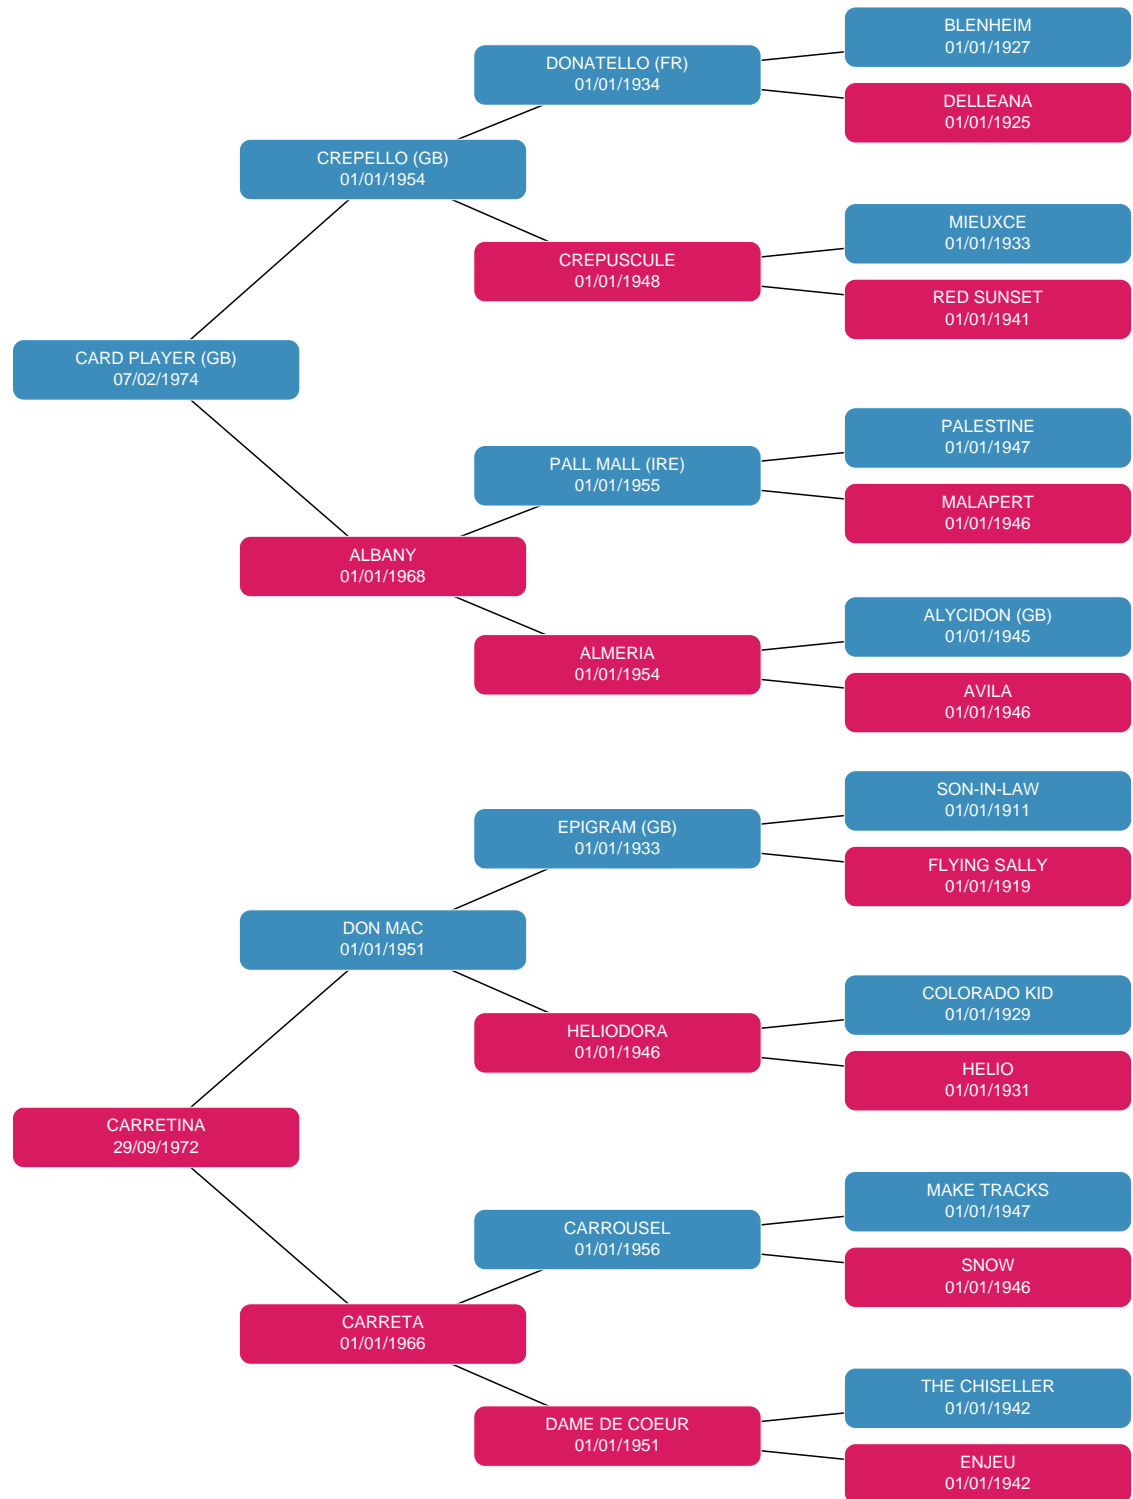 BLENHEIM
01/01/1927
DONATELLO (FR)
01/01/1934
DELLEANA
01/01/1925
CREPELLO (GB)
01/01/1954
MIEUXCE
01/01/1933
CREPUSCULE
01/01/1948
RED SUNSET
01/01/1941
CARD PLAYER (GB)
07/02/1974
PALESTINE
01/01/1947
PALL MALL (IRE)
01/01/1955
MALAPERT
01/01/1946
ALBANY
01/01/1968
ALYCIDON (GB)
01/01/1945
ALMERIA
01/01/1954
AVILA
01/01/1946
SON-IN-LAW
01/01/1911
EPIGRAM (GB)
01/01/1933
FLYING SALLY
01/01/1919
DON MAC
01/01/1951
COLORADO KID
01/01/1929
HELIODORA
01/01/1946
HELIO
01/01/1931
CARRETINA
29/09/1972
MAKE TRACKS
01/01/1947
CARROUSEL
01/01/1956
SNOW
01/01/1946
CARRETA
01/01/1966
THE CHISELLER
01/01/1942
DAME DE COEUR
01/01/1951
ENJEU
01/01/1942